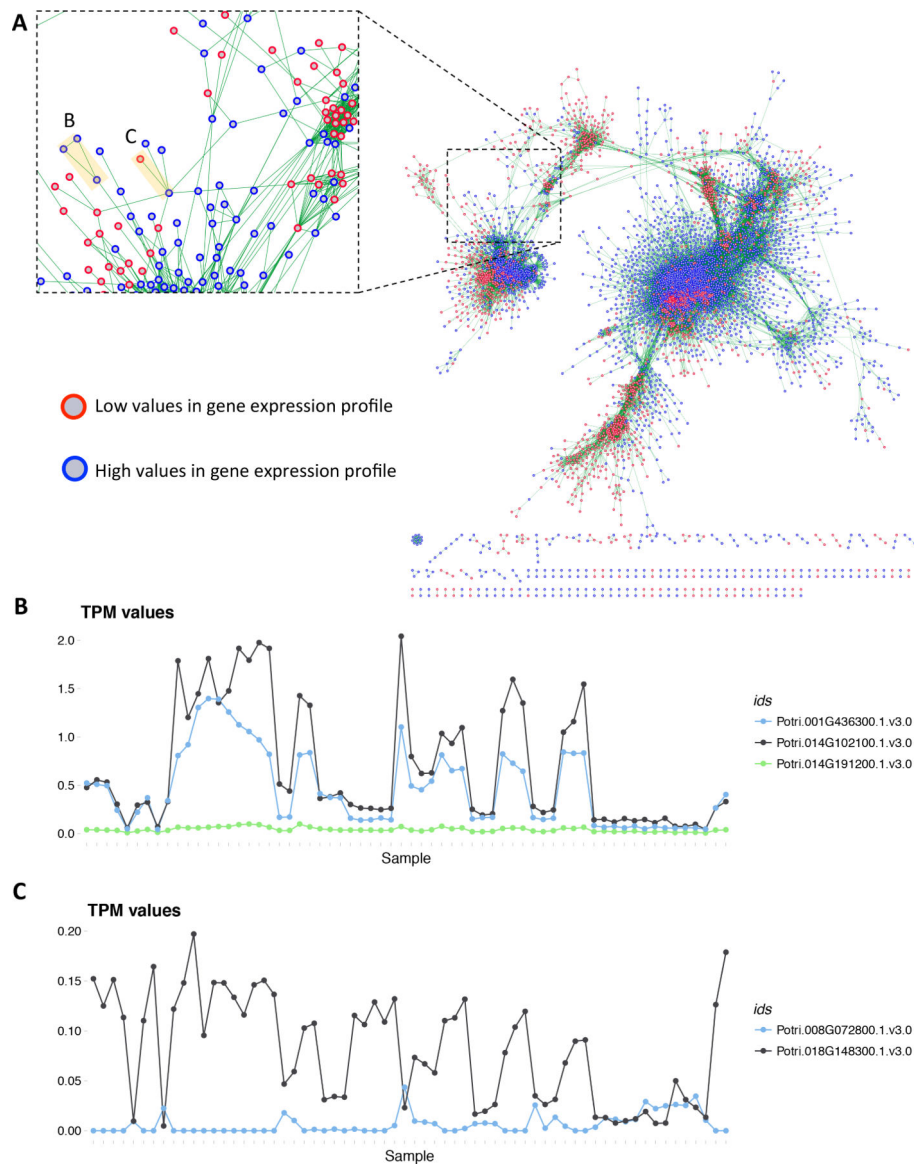 A
B
C
Low values in gene expression profile
High values in gene expression profile
B
TPM values
2.0
1.5
1.0
0.5
0.0
Sample
ids
Potri.001G436300.1.v3.0
Potri.014G102100.1.v3.0
Potri.014G191200.1.v3.0
C
TPM values
0.20
0.15
0.10
0.05
0.00
Sample
ids
Potri.008G072800.1.v3.0
Potri.018G148300.1.v3.0